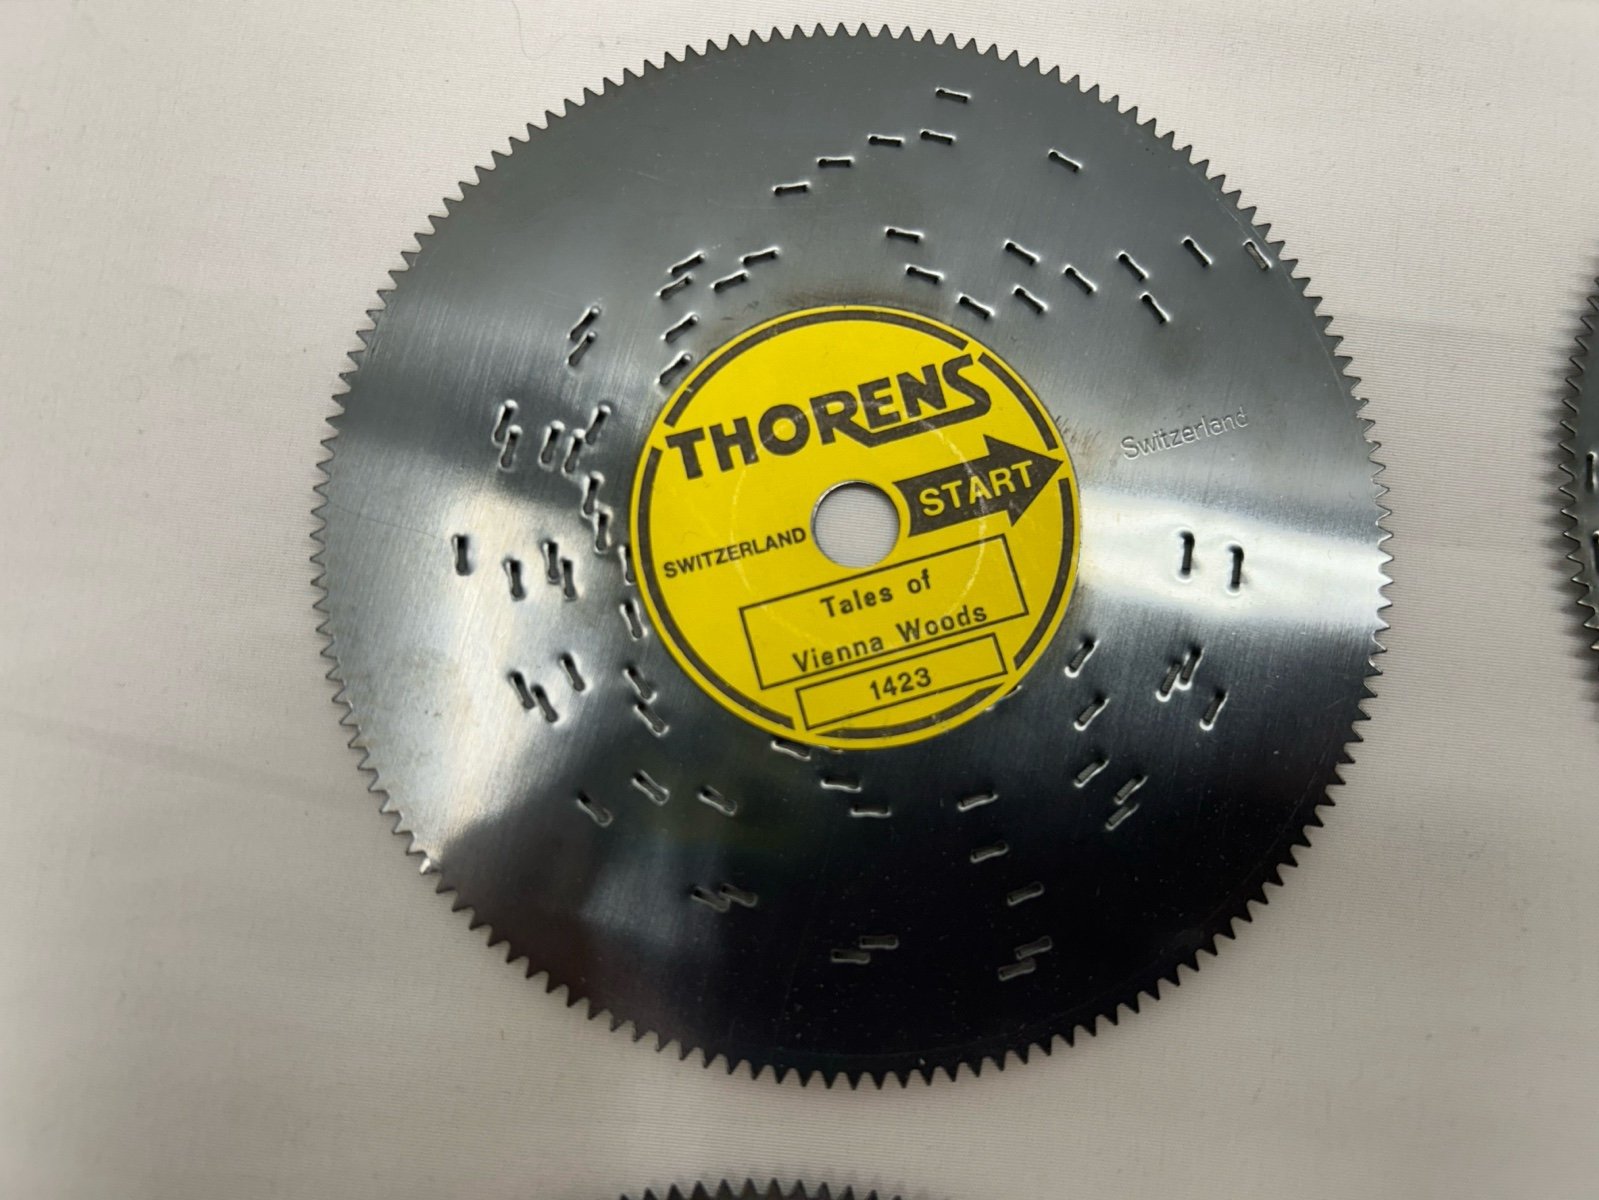 THORENS
START
SWITZERLAND
Tales of
Vienna Woods
1423
Switzerland